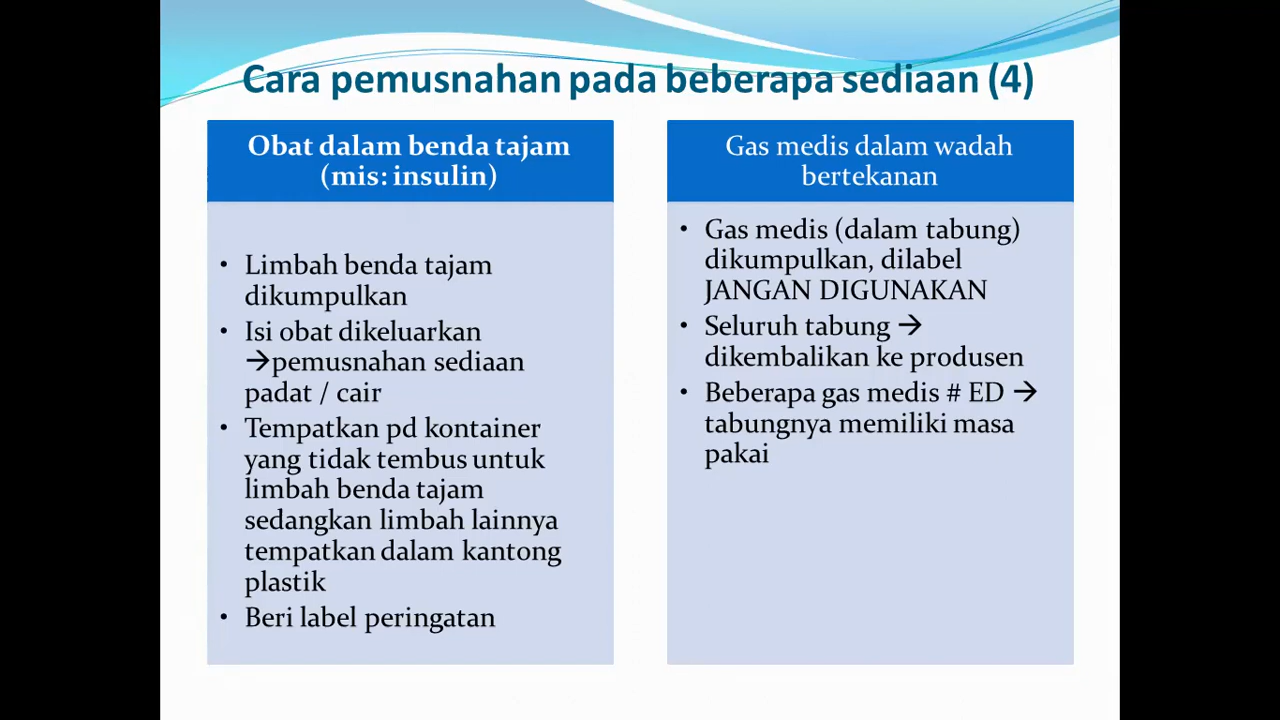 Cara pemusnahan pada beberapa sediaan (4)
Obat dalam benda tajam
(mis: insulin)
• Limbah benda tajam
dikumpulkan
• Isi obat dikeluarkan
→pemusnahan sediaan
padat / cair
• Tempatkan pd kontainer
yang tidak tembus untuk
limbah benda tajam
sedangkan limbah lainnya
tempatkan dalam kantong
plastik
• Beri label peringatan
Gas medis dalam wadah
bertekanan
• Gas medis (dalam tabung)
dikumpulkan, dilabel
JANGAN DIGUNAKAN
• Seluruh tabung →
dikembalikan ke produsen
• Beberapa gas medis # ED →
tabungnya memiliki masa
pakai